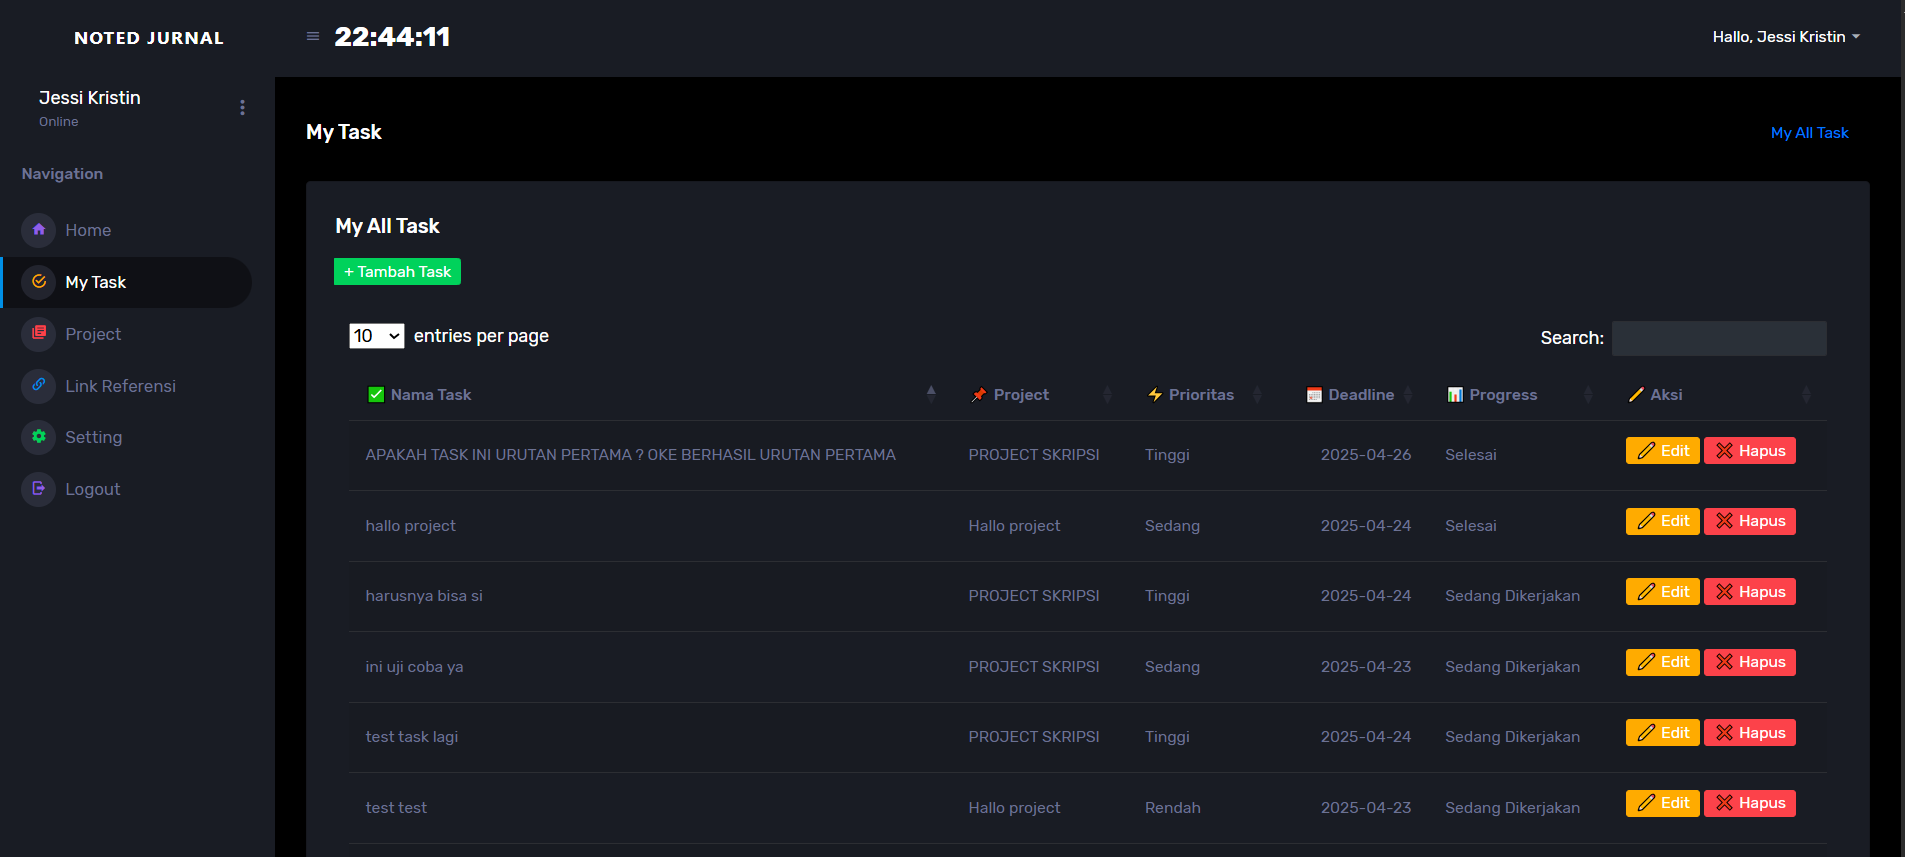 NOTED JURNAL
22:44:11
Hallo, Jessi Kristin
Jessi Kristin
Online
Navigation
Home
My Task
Project
Link Referensi
Setting
Logout
My Task
My All Task
My All Task
+ Tambah Task
10 entries per page
Search:
Nama Task Project Prioritas Deadline Progress Aksi
APAKAH TASK INI URUTAN PERTAMA ? OKE BERHASIL URUTAN PERTAMA PROJECT SKRIPSI Tinggi 2025-04-26 Selesai Edit Hapus
hallo project Hallo project Sedang 2025-04-24 Selesai Edit Hapus
harusnya bisa si PROJECT SKRIPSI Tinggi 2025-04-24 Sedang Dikerjakan Edit Hapus
ini uji coba ya PROJECT SKRIPSI Sedang 2025-04-23 Sedang Dikerjakan Edit Hapus
test task lagi PROJECT SKRIPSI Tinggi 2025-04-24 Sedang Dikerjakan Edit Hapus
test test Hallo project Rendah 2025-04-23 Sedang Dikerjakan Edit Hapus